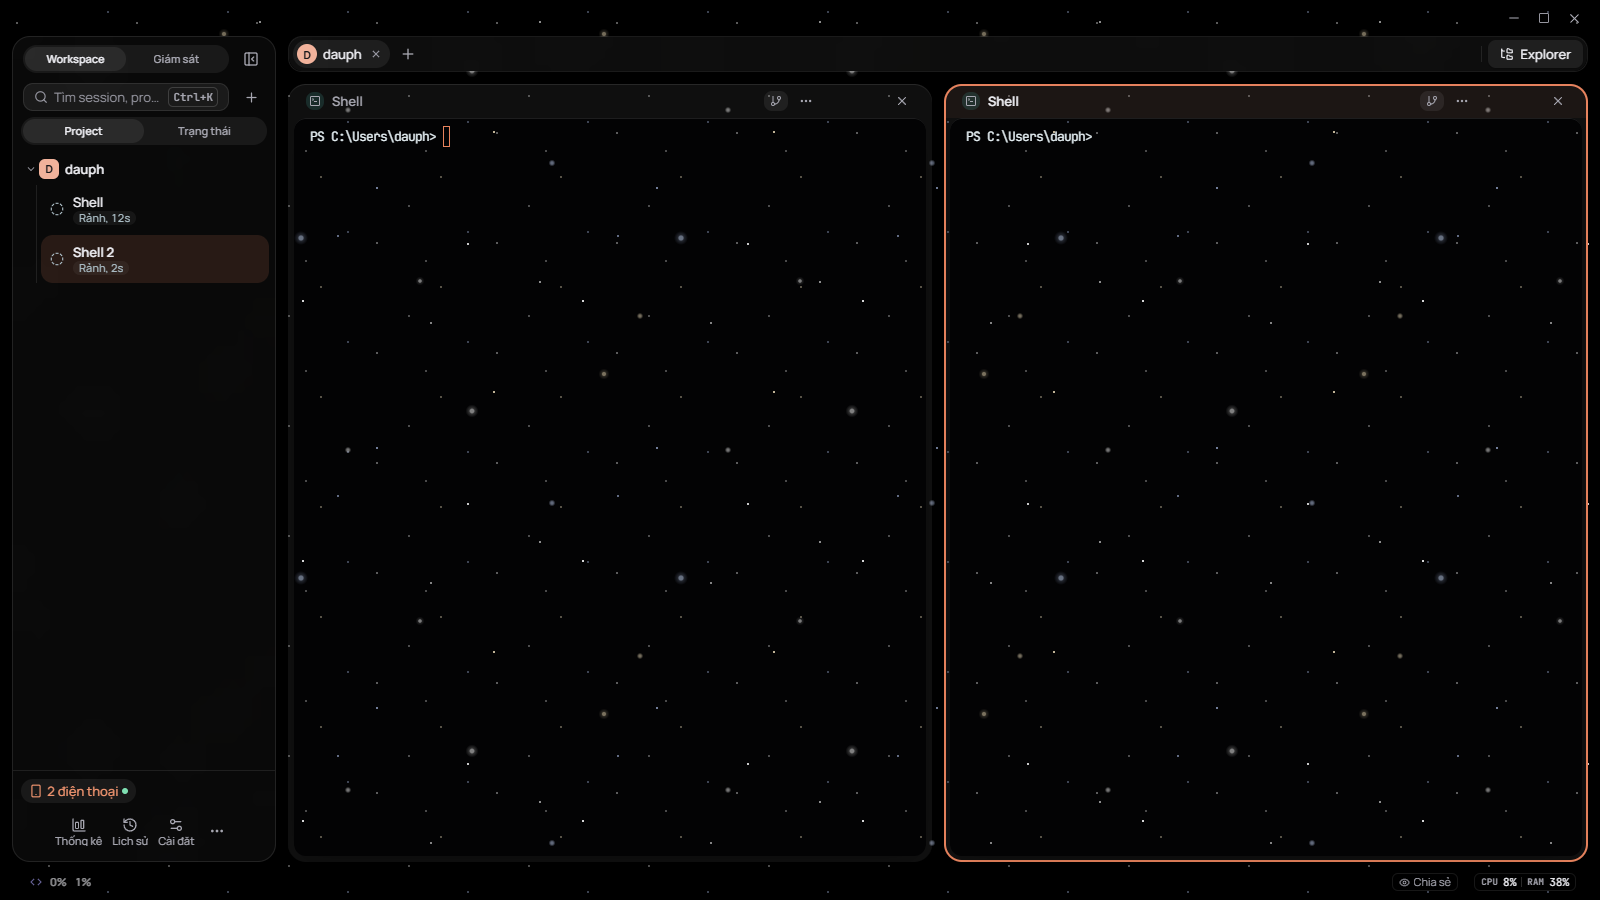 Workspace
Giám sát
Tìm session, pro...
Ctrl+K
Project
Trạng thái
D dauph
Shell
Rảnh, 12s
Shell 2
Rảnh, 2s
2 điện thoại
Thống kê
Lịch sử
Cài đặt
0% 1%
D dauph
Explorer
Shell
PS C:\Users\dauph>
Shell
PS C:\Users\dauph>
Chia sẻ
CPU 8% RAM 38%